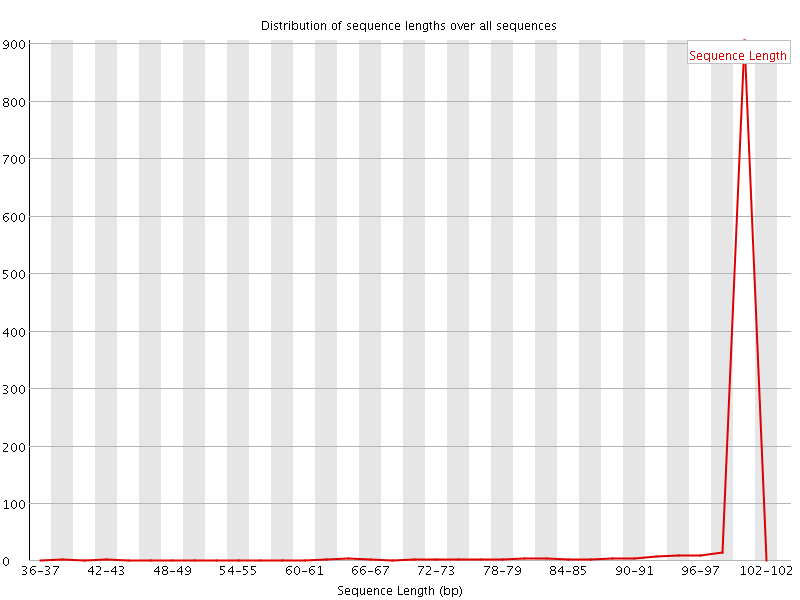 Distribution of sequence lengths over all sequences
Sequence Length
900
800
700
600
500
400
300
200
100
0
36-37 42-43 48-49 54-55 60-61 66-67 72-73 78-79 84-85 90-91 96-97 102-102
Sequence Length (bp)